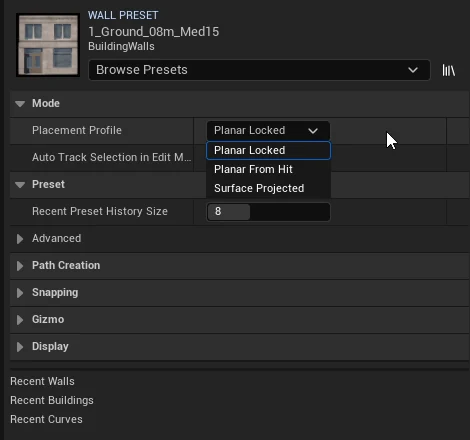 WALL PRESET
1_Ground_08m_Med15
BuildingWalls
Browse Presets
Mode
Placement Profile
Planar Locked
Planar Locked
Auto Track Selection in Edit M...
Planar From Hit
Preset
Surface Projected
Recent Preset History Size
8
Advanced
Path Creation
Snapping
Gizmo
Display
Recent Walls
Recent Buildings
Recent Curves